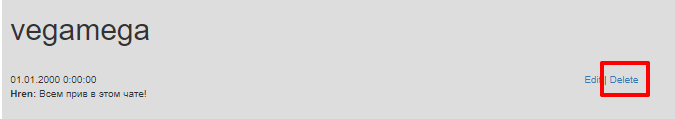 vegamega
01.01.2000 0:00:00
Edit | Delete
Hren: Всем прив в этом чате!